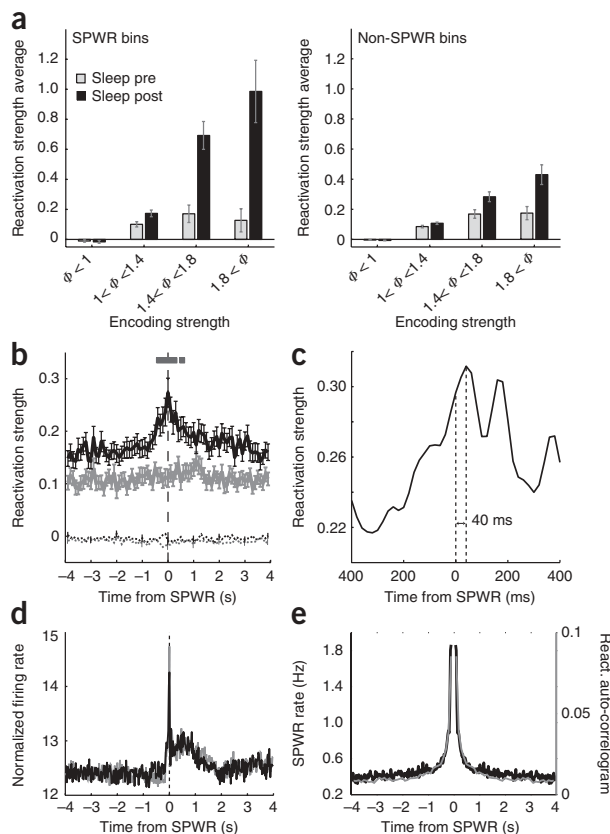 a
SPWR bins
Non-SPWR bins
Sleep pre
Sleep post
Reactivation strength average
1.2
1.0
0.8
0.6
0.4
0.2
0
ϕ < 1
1< ϕ <1.4
1.4< ϕ <1.8
1.8 < ϕ
Encoding strength
Reactivation strength average
1.2
1.0
0.8
0.6
0.4
0.2
0
ϕ < 1
1< ϕ <1.4
1.4< ϕ <1.8
1.8 < ϕ
Encoding strength
b
Reactivation strength
0.3
0.2
0.1
0
–4 –3 –2 –1 0 1 2 3 4
Time from SPWR (s)
c
Reactivation strength
0.30
0.26
0.22
40 ms
400 200 0 200 400
Time from SPWR (ms)
d
Normalized firing rate
15
14
13
12
–4 –3 –2 –1 0 1 2 3 4
Time from SPWR (s)
e
SPWR rate (Hz)
1.8
1.4
1.0
0.6
0.2
0.1
0.05
0
React. auto-correlogram
–4 –3 –2 –1 0 1 2 3 4
Time from SPWR (s)